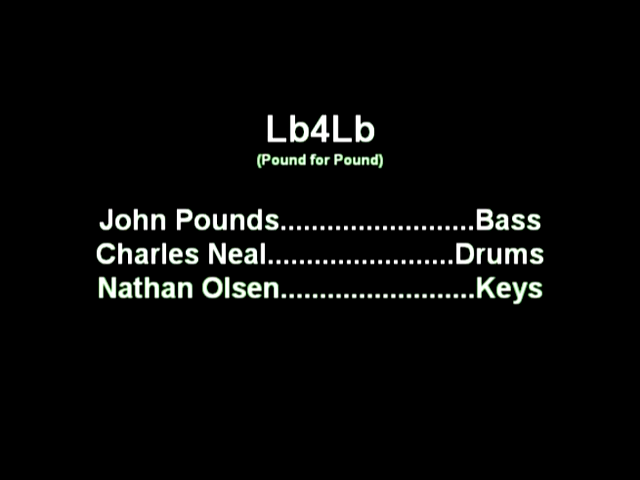 Lb4Lb
(Pound for Pound)
John Pounds.........................Bass
Charles Neal........................Drums
Nathan Olsen.........................Keys